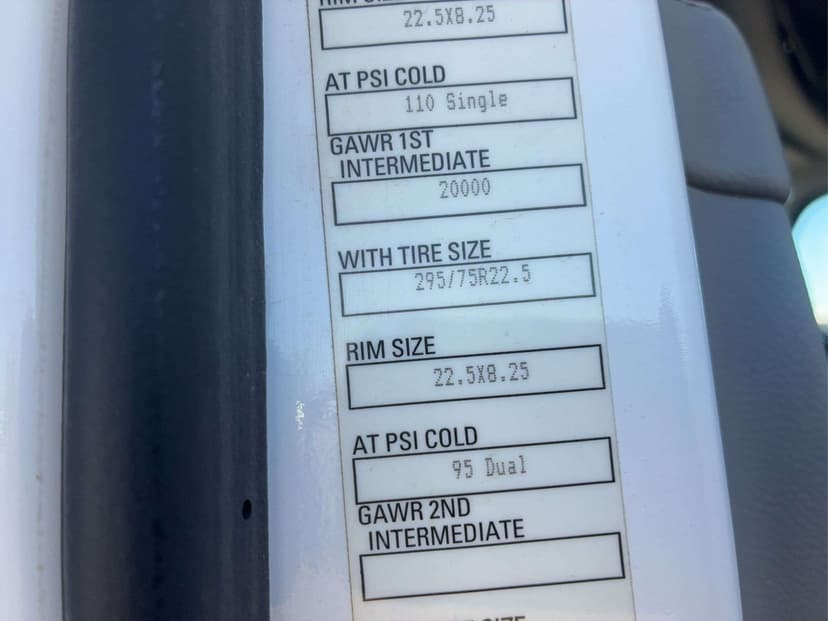 22.5X8.25
AT PSI COLD
110 Single
GAWR 1ST
INTERMEDIATE
20000
WITH TIRE SIZE
295/75R22.5
RIM SIZE
22.5X8.25
AT PSI COLD
95 Dual
GAWR 2ND
INTERMEDIATE